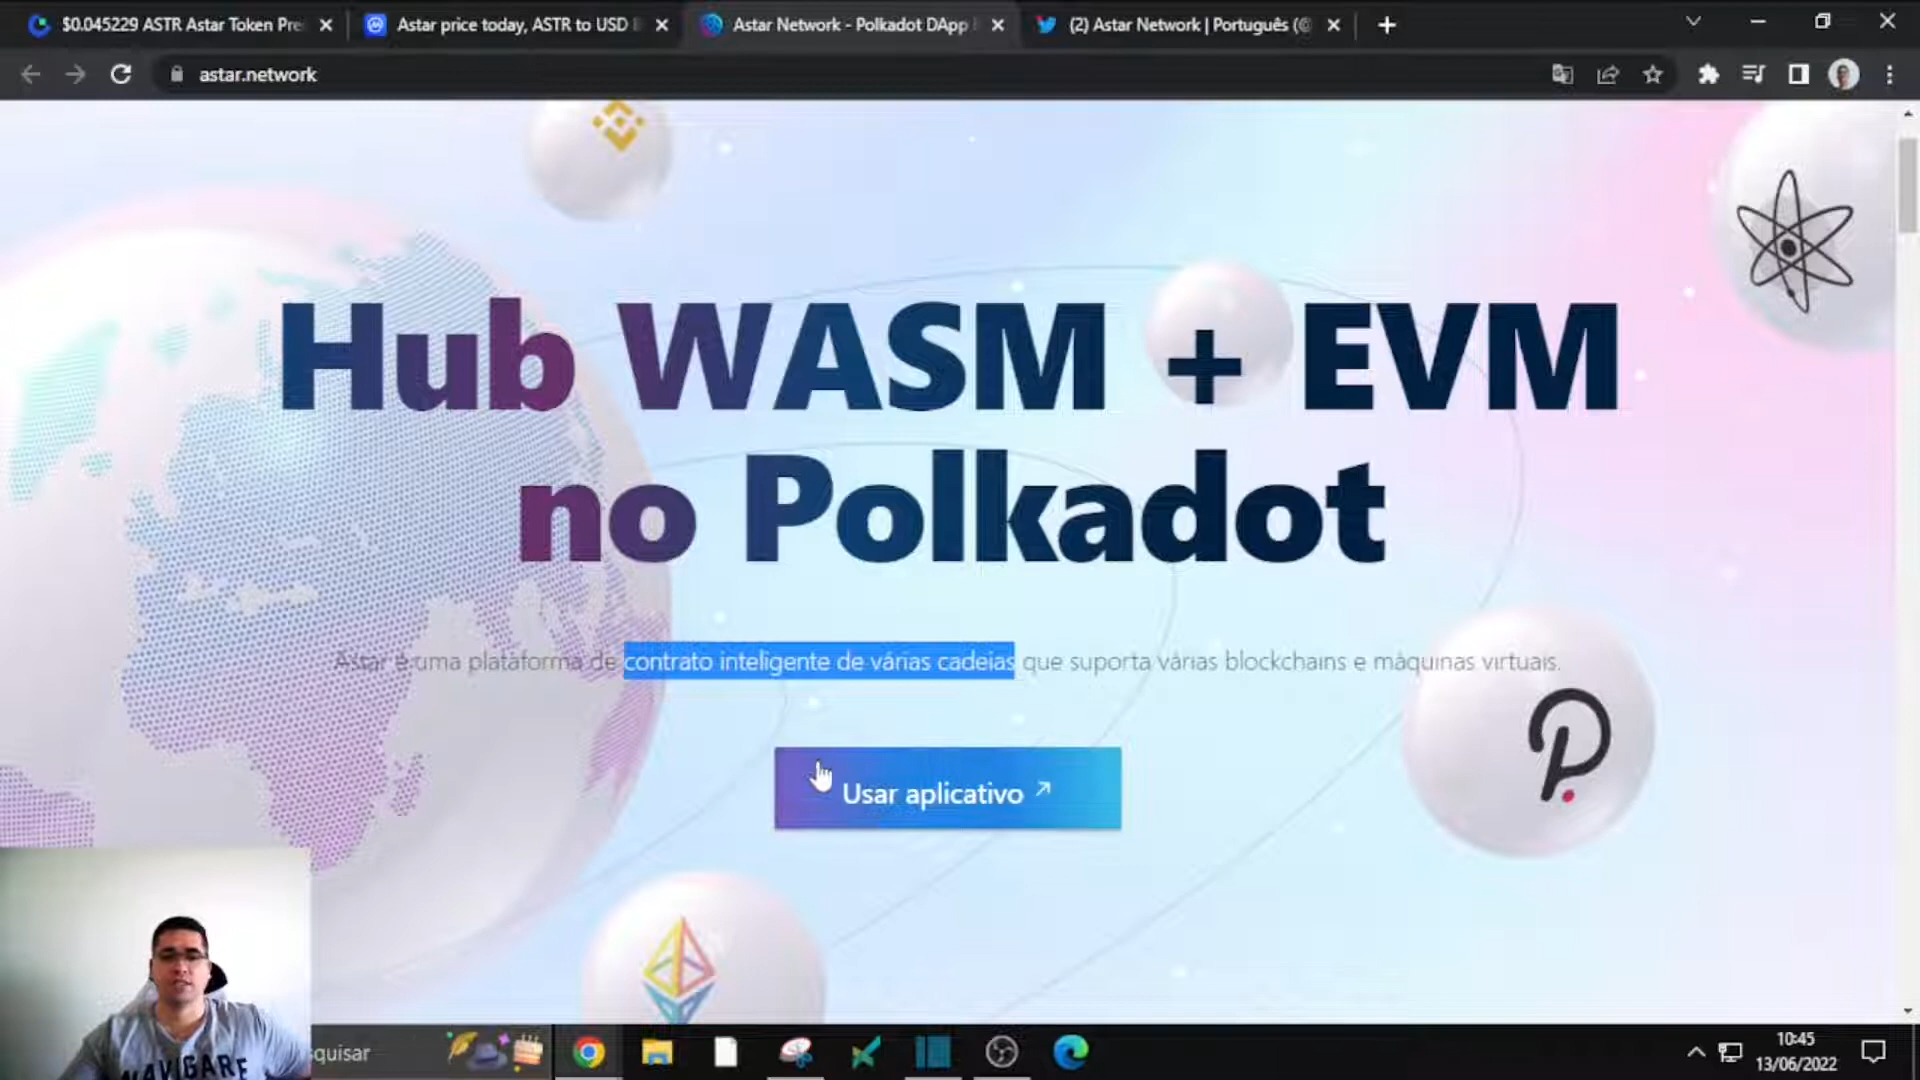 $0.045229 ASTR Astar Token Pre
Astar price today, ASTR to USD
Astar Network - Polkadot DApp
(2) Astar Network | Português (@
astar.network
Hub WASM + EVM
no Polkadot
Astar é uma plataforma de contrato inteligente de várias cadeias que suporta várias blockchains e máquinas virtuais.
Usar aplicativo
NAVIGARE
squisar
10:45
13/06/2022